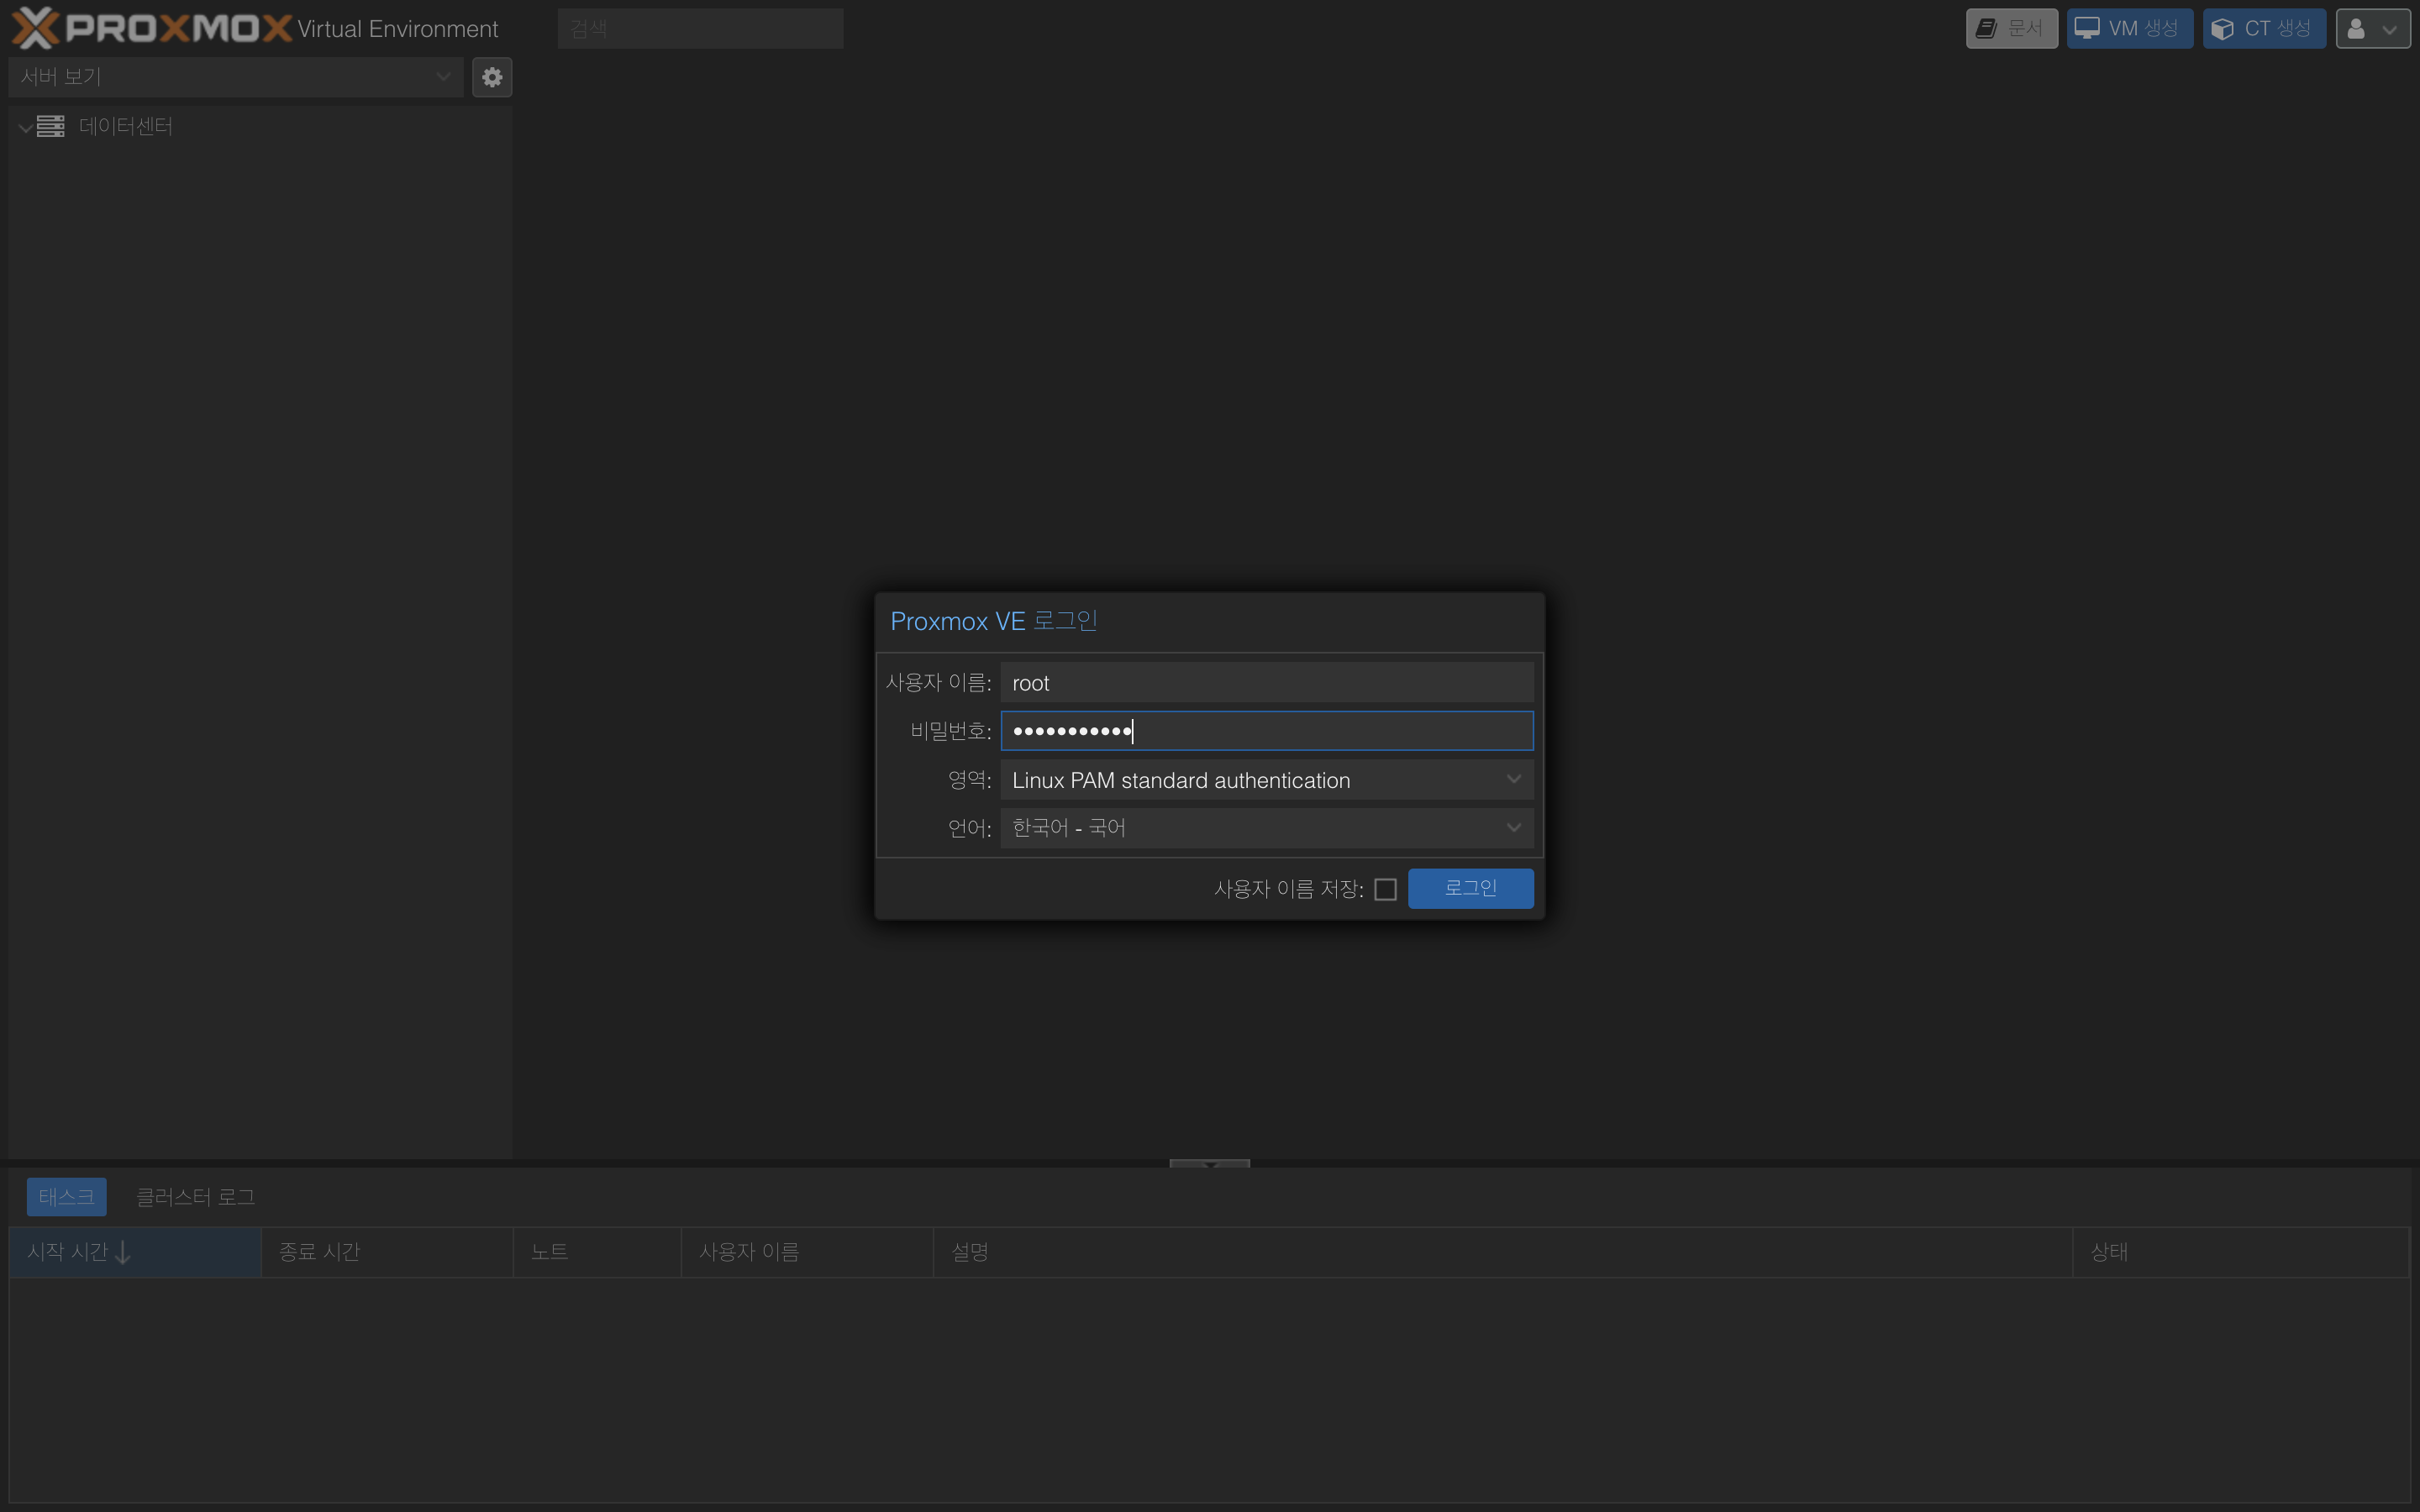 PROXMOX Virtual Environment 검색 문서 VM 생성 CT 생성
서버 보기
데이터센터
Proxmox VE 로그인
사용자 이름: root
비밀번호: •••••••••••
영역: Linux PAM standard authentication
언어: 한국어 - 국어
사용자 이름 저장: 로그인
태스크 클러스터 로그
시작 시간 종료 시간 노트 사용자 이름 설명 상태